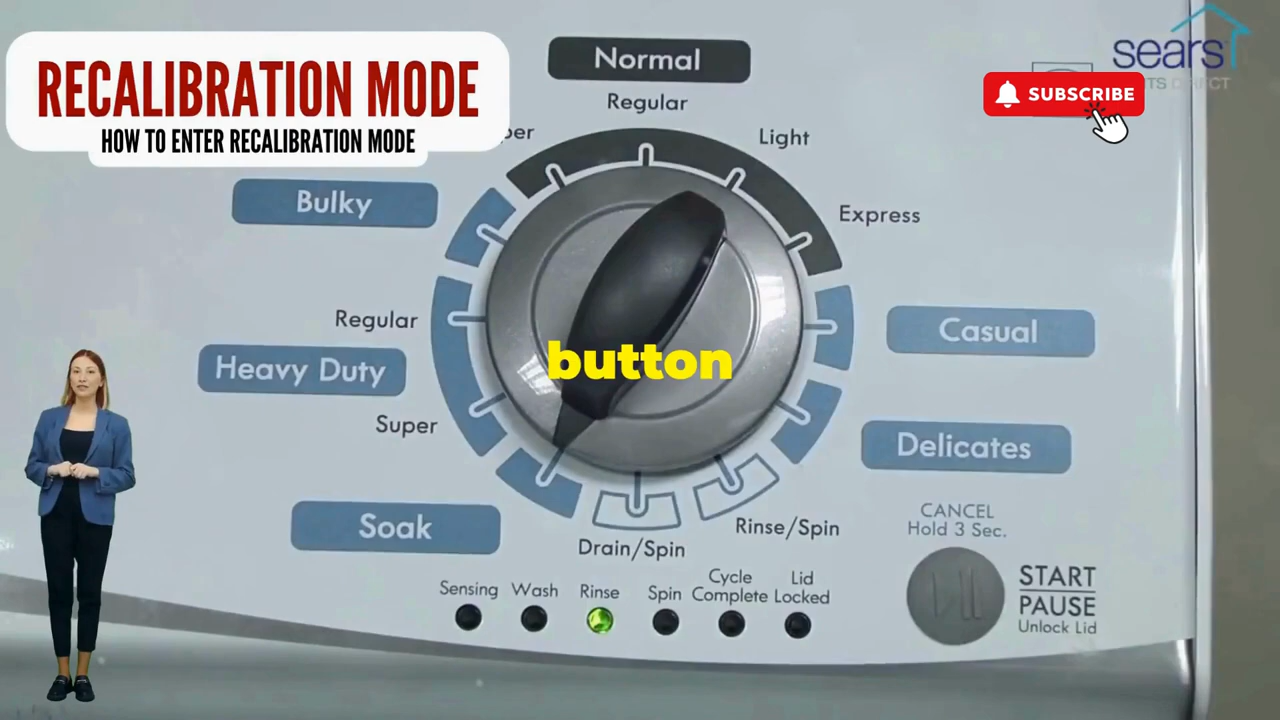 RECALIBRATION MODE
HOW TO ENTER RECALIBRATION MODE
sears
SUBSCRIBE
Normal
Regular
Light
Express
Bulky
Regular
Heavy Duty
Super
Casual
Delicates
button
Soak
Drain/Spin
Rinse/Spin
CANCEL
Hold 3 Sec.
Sensing
Wash
Rinse
Spin
Cycle
Complete
Lid
Locked
START
PAUSE
Unlock Lid